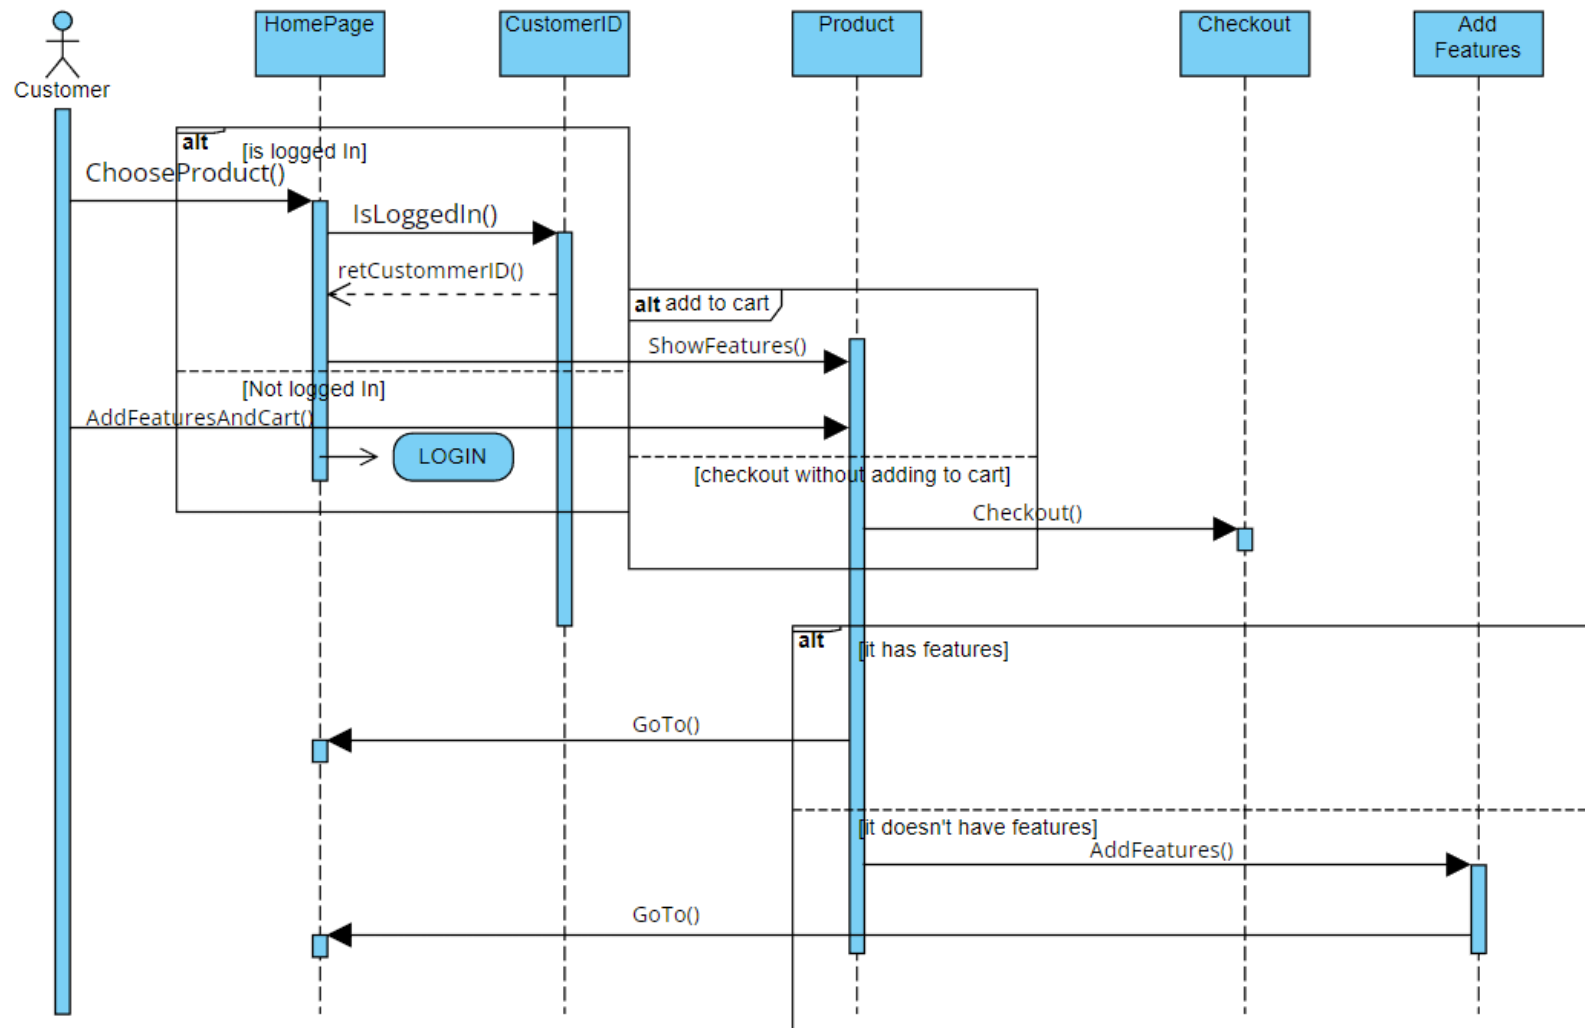 Customer
HomePage
CustomerID
Product
Checkout
Add
Features
alt
[is logged In]
ChooseProduct()
IsLoggedIn()
retCustommerID()
alt add to cart
ShowFeatures()
[Not logged In]
AddFeaturesAndCart()
LOGIN
[checkout without adding to cart]
Checkout()
alt
[it has features]
GoTo()
[it doesn't have features]
AddFeatures()
GoTo()